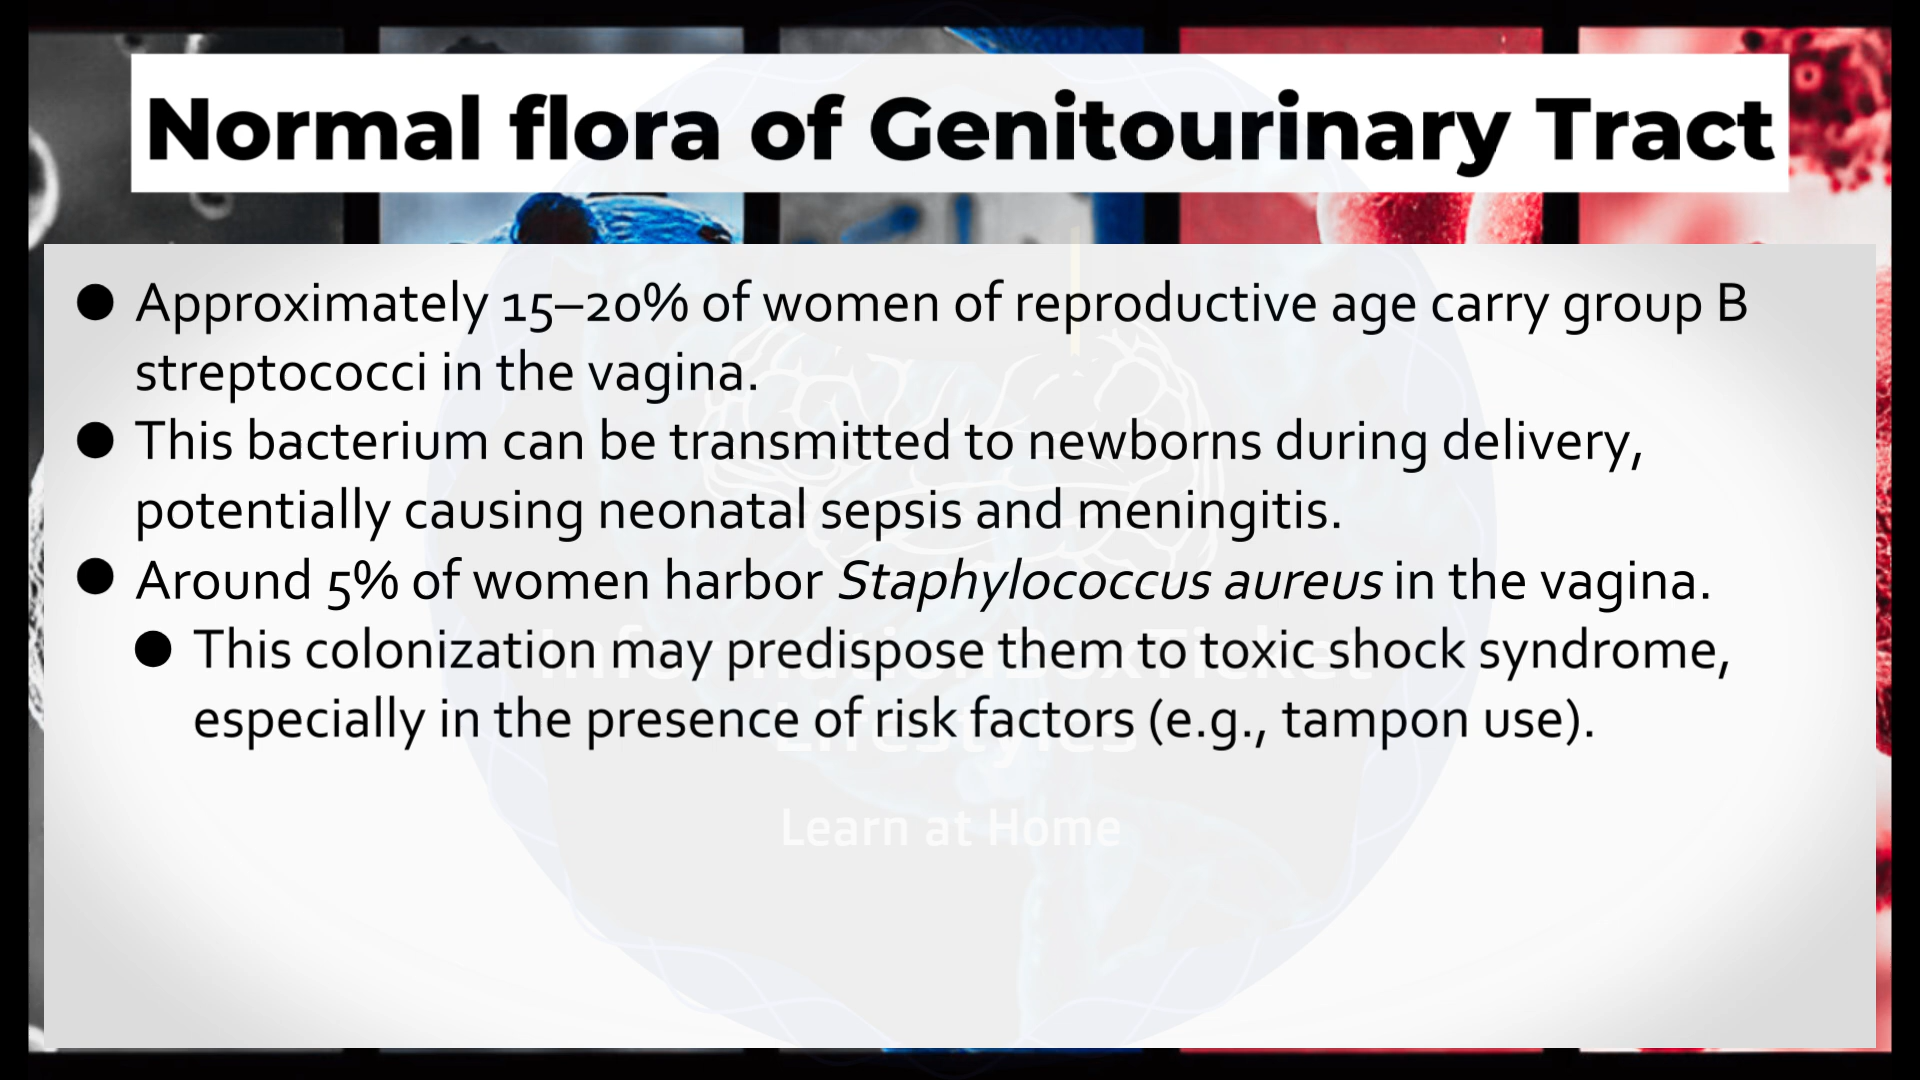 Normal flora of Genitourinary Tract
● Approximately 15–20% of women of reproductive age carry group B
streptococci in the vagina.
● This bacterium can be transmitted to newborns during delivery,
potentially causing neonatal sepsis and meningitis.
● Around 5% of women harbor Staphylococcus aureus in the vagina.
● This colonization may predispose them to toxic shock syndrome,
especially in the presence of risk factors (e.g., tampon use).
Lifestyles
Learn at Home